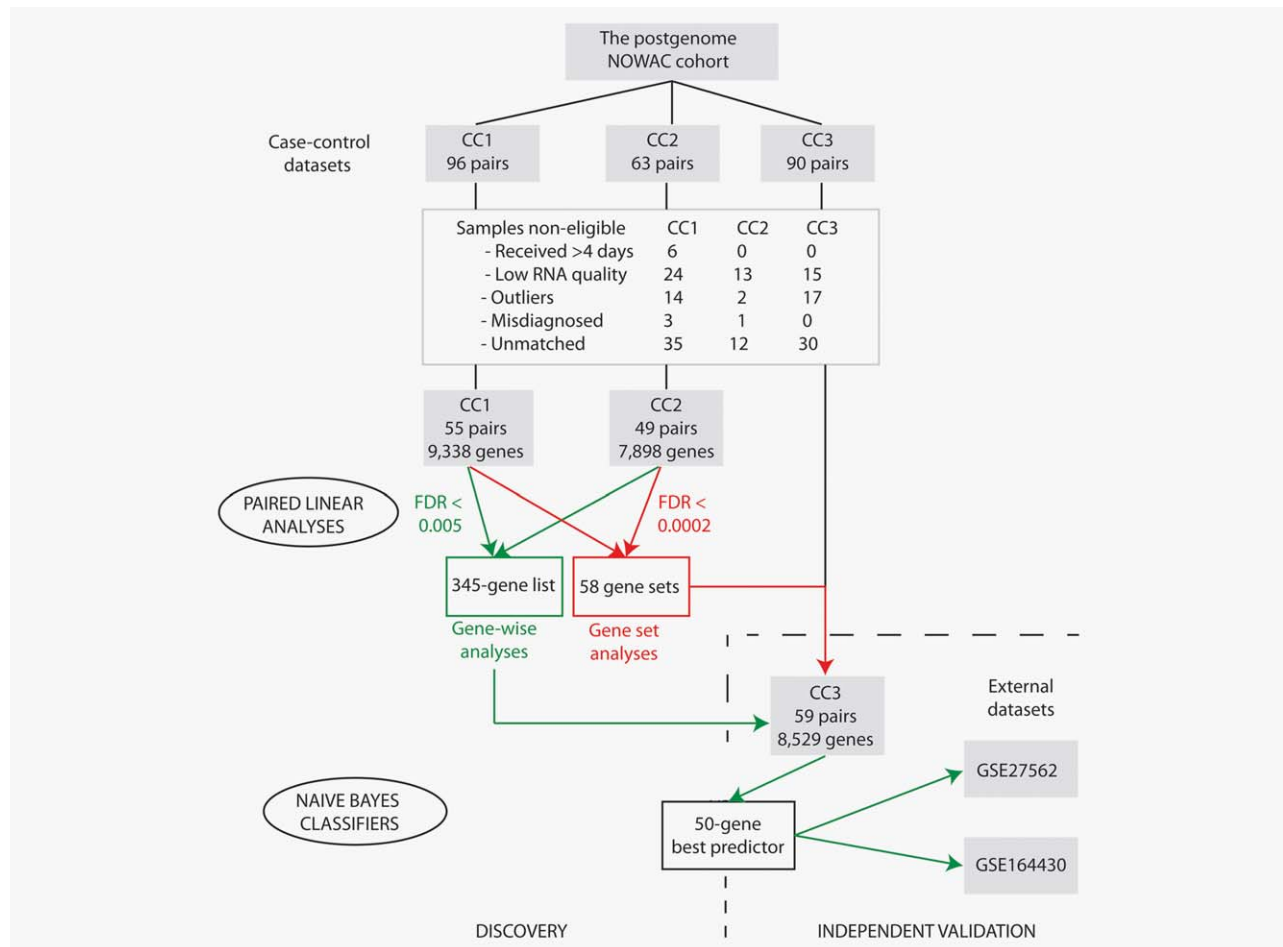 The postgenome
NOWAC cohort
Case-control
datasets
CC1
96 pairs
CC2
63 pairs
CC3
90 pairs
Samples non-eligible CC1 CC2 CC3
- Received >4 days 6 0 0
- Low RNA quality 24 13 15
- Outliers 14 2 17
- Misdiagnosed 3 1 0
- Unmatched 35 12 30
CC1
55 pairs
9,338 genes
CC2
49 pairs
7,898 genes
PAIRED LINEAR
ANALYSES
FDR <
0.005
FDR <
0.0002
345-gene list
58 gene sets
Gene-wise
analyses
Gene set
analyses
CC3
59 pairs
8,529 genes
External
datasets
GSE27562
NAIVE BAYES
CLASSIFIERS
50-gene
best predictor
GSE164430
DISCOVERY
INDEPENDENT VALIDATION